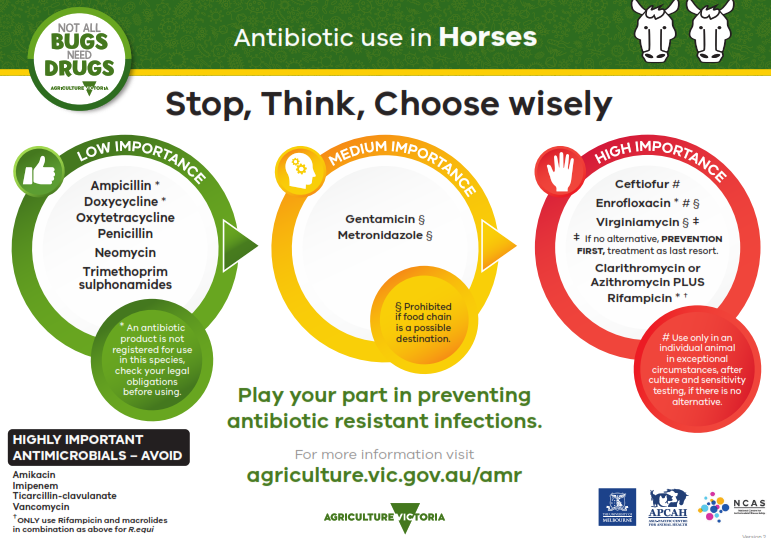 NOT ALL
BUGS
NEED
DRUGS
AGRICULTURE VICTORIA
Antibiotic use in Horses
Stop, Think, Choose wisely
LOW IMPORTANCE
Ampicillin *
Doxycycline *
Oxytetracycline
Penicillin
Neomycin
Trimethoprim
sulphonamides
* An antibiotic
product is not
registered for use
in this species,
check your legal
obligations
before using.
MEDIUM IMPORTANCE
Gentamicin §
Metronidazole §
§ Prohibited
if food chain
is a possible
destination.
HIGH IMPORTANCE
Ceftiofur #
Enrofloxacin * # §
Virginiamycin § ‡
‡ If no alternative, PREVENTION
FIRST, treatment as last resort.
Clarithromycin or
Azithromycin PLUS
Rifampicin * †
# Use only in an
individual animal
in exceptional
circumstances, after
culture and sensitivity
testing, if there is no
alternative.
Play your part in preventing
antibiotic resistant infections.
For more information visit
agriculture.vic.gov.au/amr
AGRICULTURE VICTORIA
HIGHLY IMPORTANT
ANTIMICROBIALS – AVOID
Amikacin
Imipenem
Ticarcillin-clavulanate
Vancomycin
† ONLY use Rifampicin and macrolides
in combination as above for R.equi
MELBOURNE
APCAH
ASIA-PACIFIC CENTRE
FOR ANIMAL HEALTH
NCAS